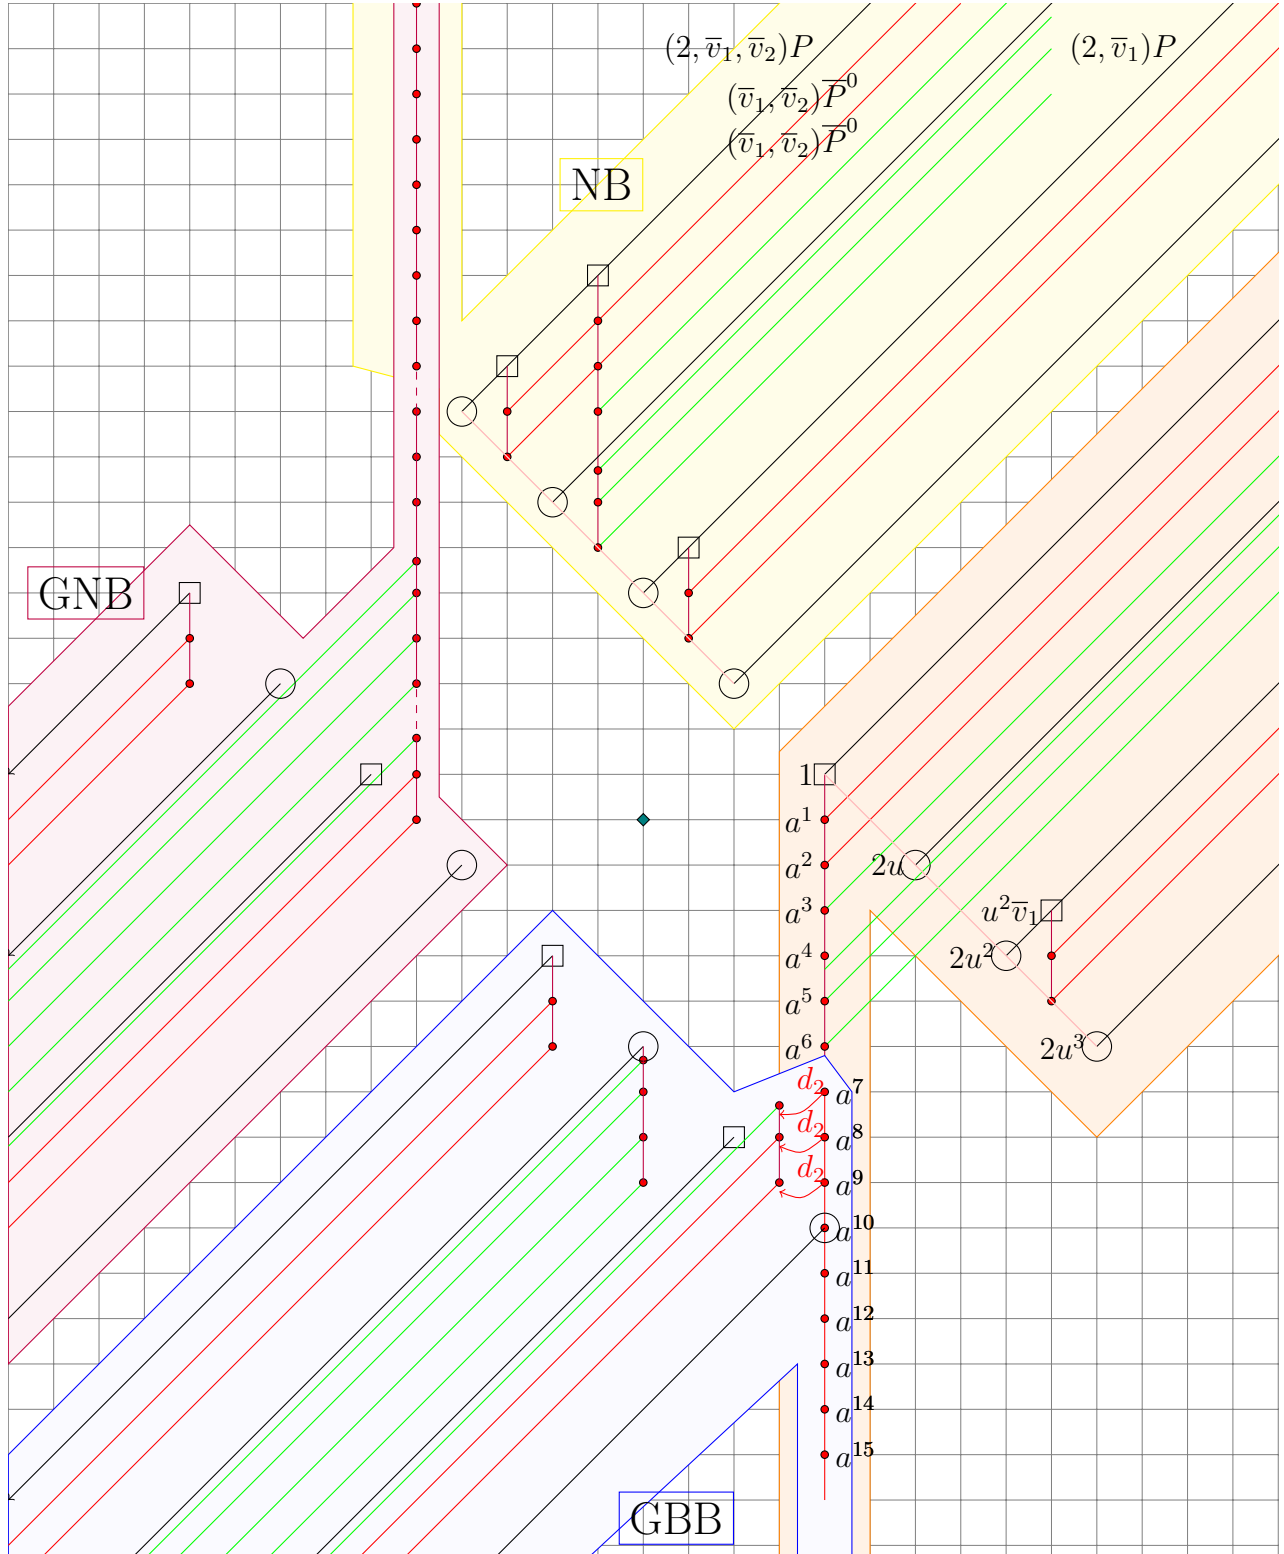 (2, v̅₁, v̅₂)P
(2, v̅₁)P
(v̅₁, v̅₂)P̅⁰
(v̅₁, v̅₂)P̅⁰
NB
GNB
1
a¹
a²
2u
a³
u²v̅₁
a⁴
2u²
a⁵
a⁶
2u³
d₂
a⁷
d₂
a⁸
d₂
a⁹
a¹⁰
a¹¹
a¹²
a¹³
a¹⁴
a¹⁵
GBB